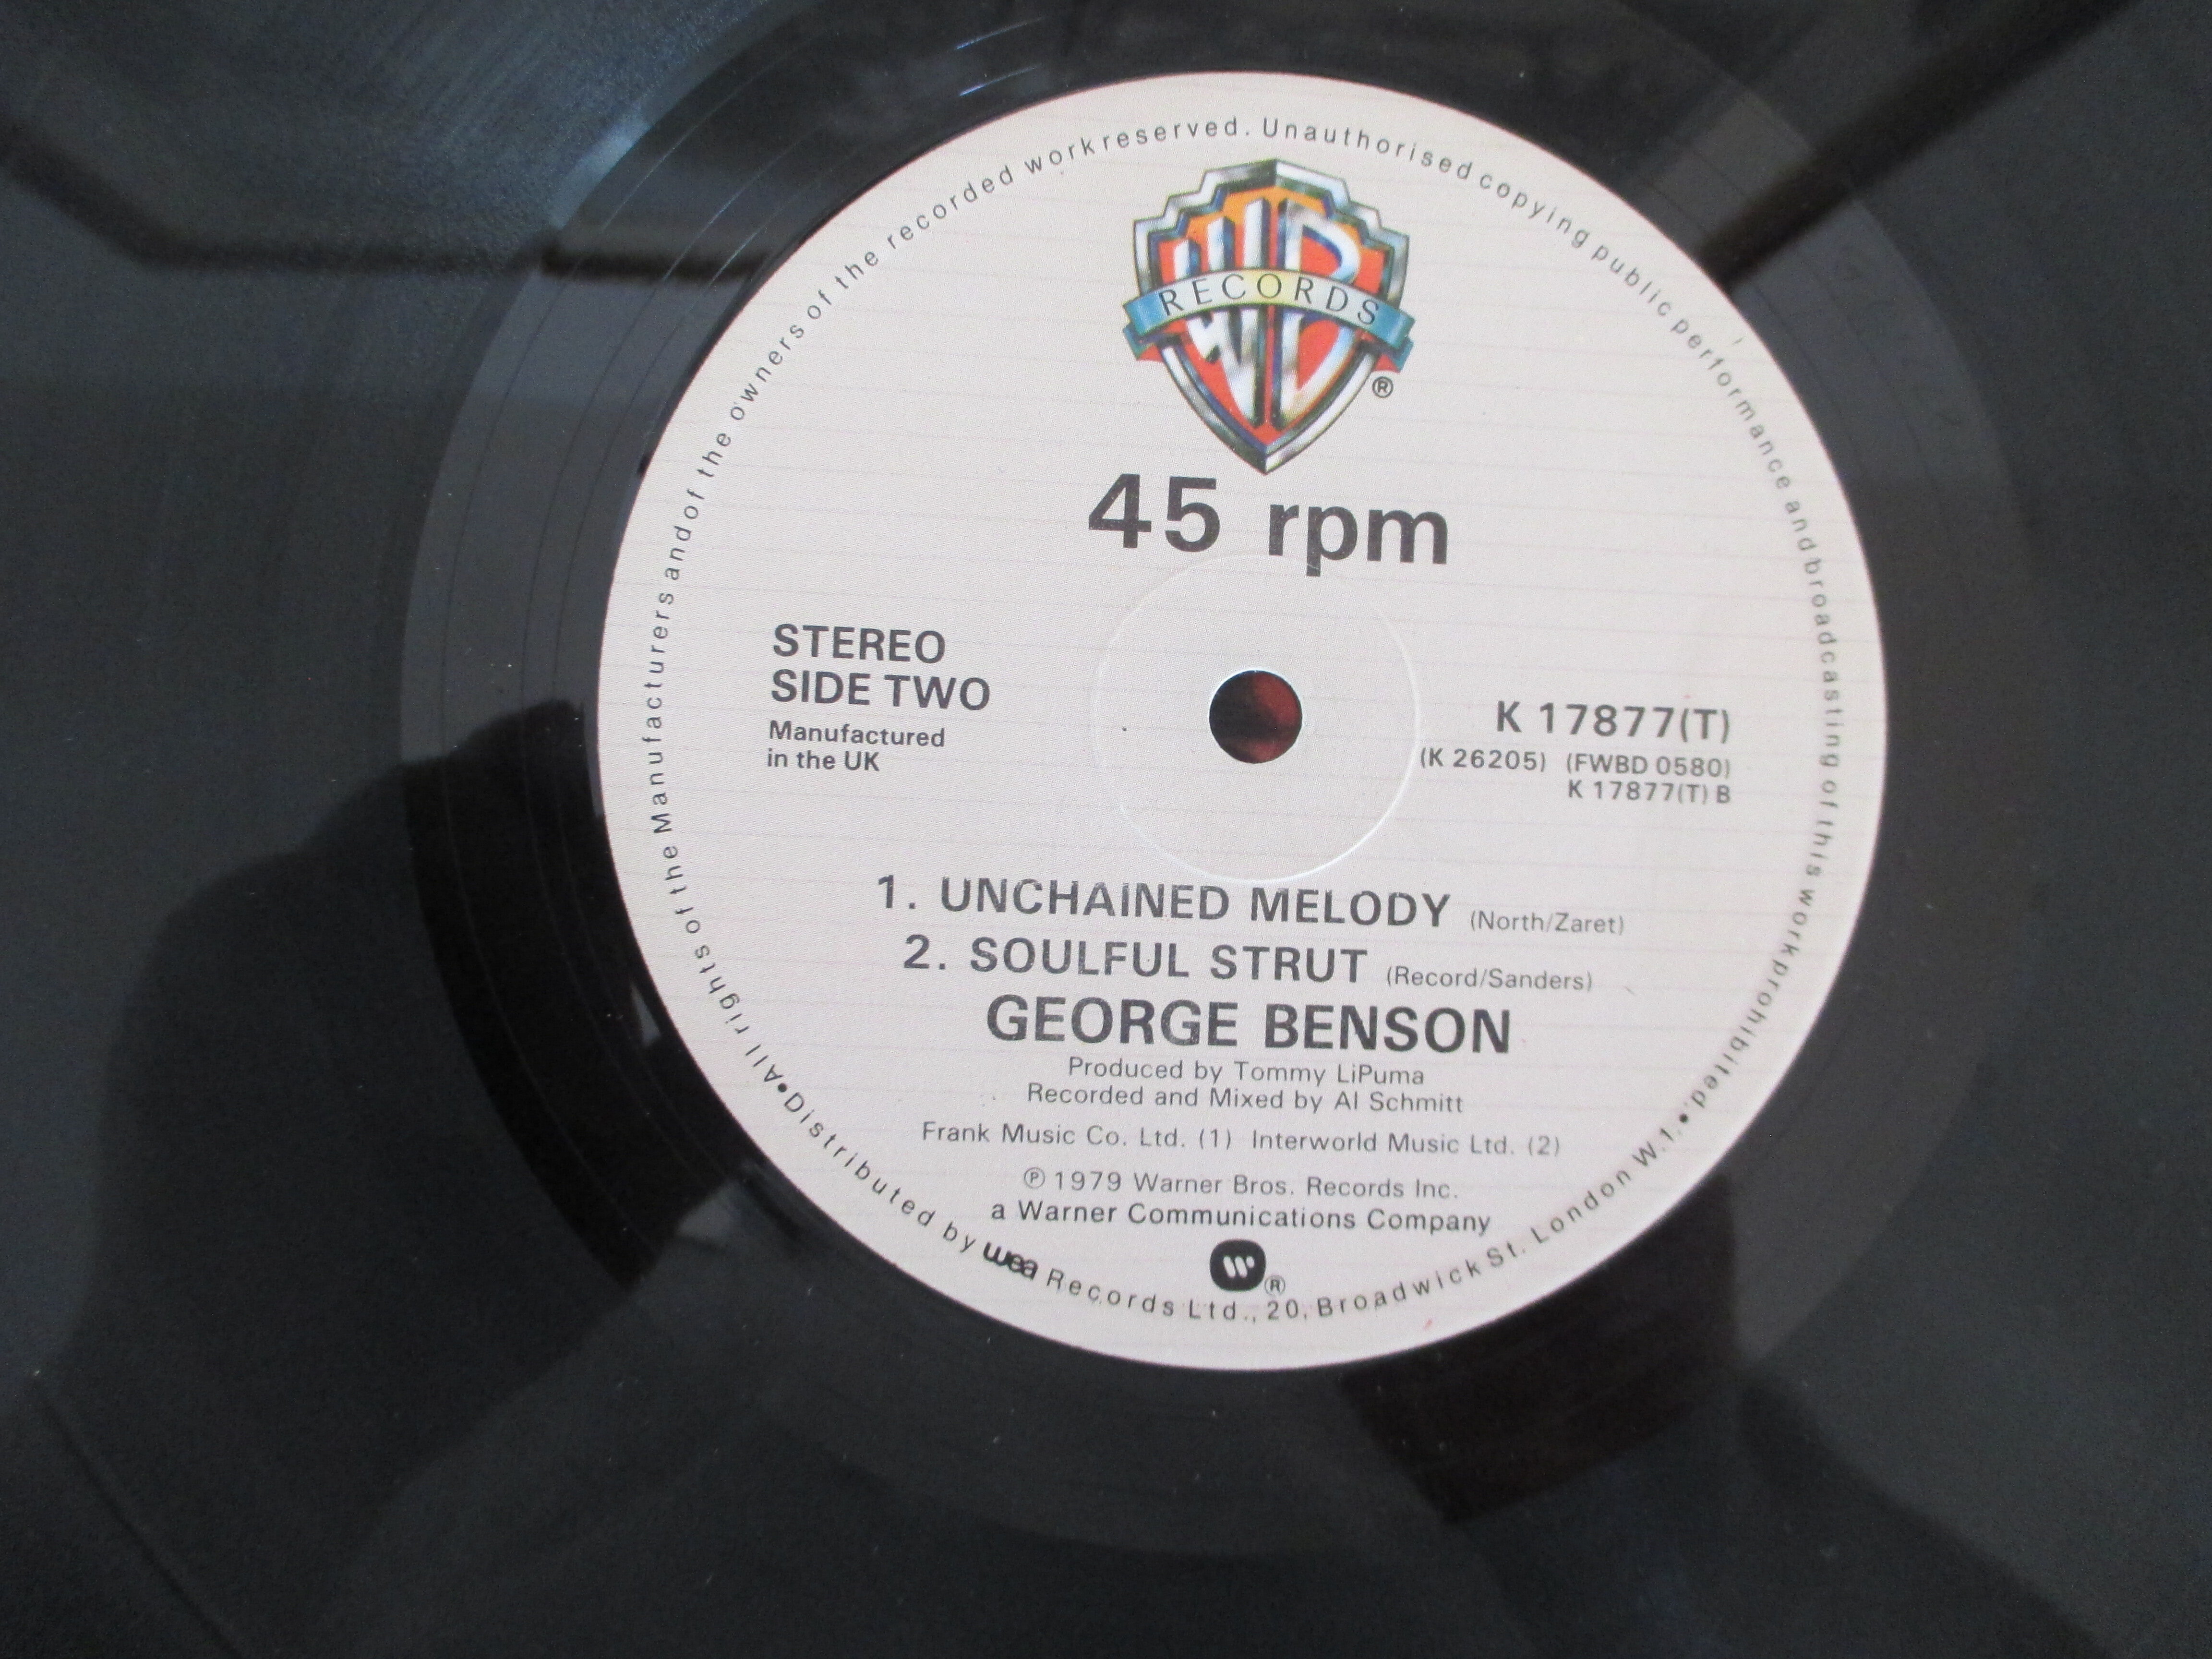 All rights of the Manufacturers and of the owners of the recorded work reserved. Unauthorised copying public performance and broadcasting of this work prohibited.
WB
RECORDS
®
45 rpm
STEREO
SIDE TWO
Manufactured
in the UK
K 17877(T)
(K 26205) (FWBD 0580)
K 17877(T) B
1. UNCHAINED MELODY (North/Zaret)
2. SOULFUL STRUT (Record/Sanders)
GEORGE BENSON
Produced by Tommy LiPuma
Recorded and Mixed by Al Schmitt
Frank Music Co. Ltd. (1) Interworld Music Ltd. (2)
℗ 1979 Warner Bros. Records Inc.
a Warner Communications Company
W ®
•Distributed by wea Records Ltd., 20, Broadwick St. London W.1.•